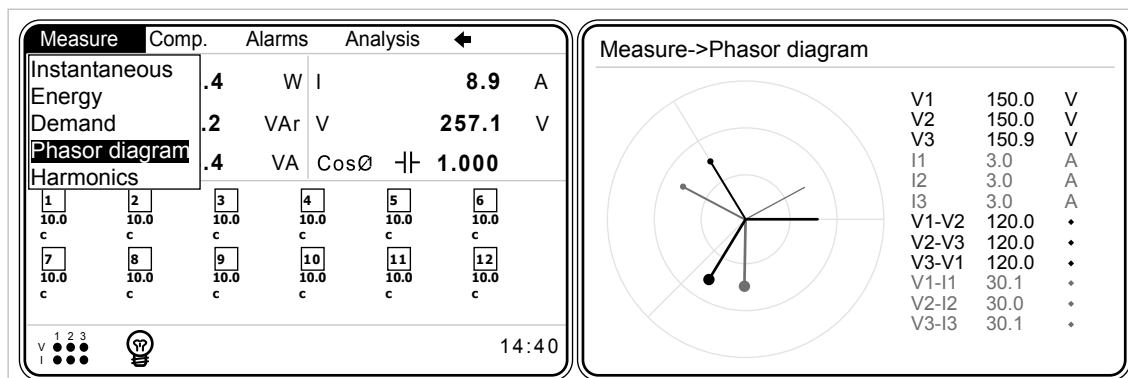 Measure Comp. Alarms Analysis
Instantaneous
Energy
Demand
Phasor diagram
Harmonics
.4 W I 8.9 A
.2 VAr V 257.1 V
.4 VA CosØ 1.000
1 2 3 4 5 6
10.0 10.0 10.0 10.0 10.0 10.0
c c c c c c
7 8 9 10 11 12
10.0 10.0 10.0 10.0 10.0 10.0
c c c c c c
1 2 3
V
I
14:40
Measure->Phasor diagram
V1 150.0 V
V2 150.0 V
V3 150.9 V
I1 3.0 A
I2 3.0 A
I3 3.0 A
V1-V2 120.0
V2-V3 120.0
V3-V1 120.0
V1-I1 30.1
V2-I2 30.0
V3-I3 30.1